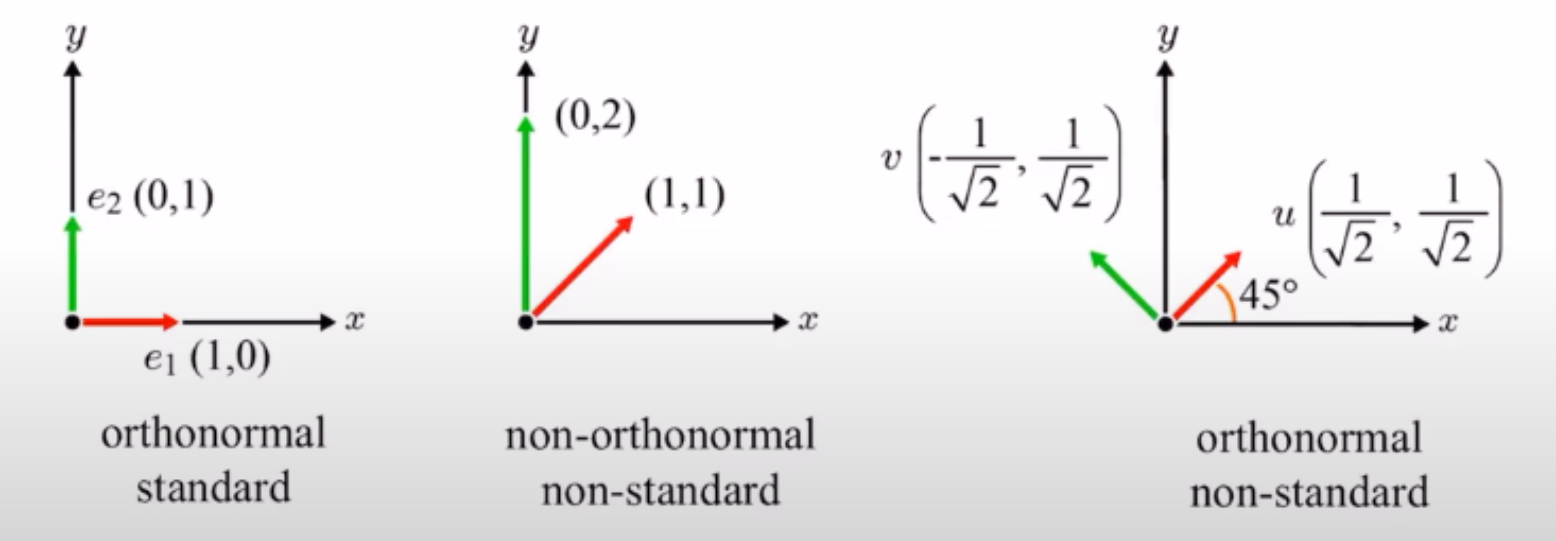 y
e₂ (0,1)
x
e₁ (1,0)
orthonormal
standard
y
(0,2)
(1,1)
x
non-orthonormal
non-standard
y
v (-1/√2, 1/√2)
u (1/√2, 1/√2)
45°
x
orthonormal
non-standard